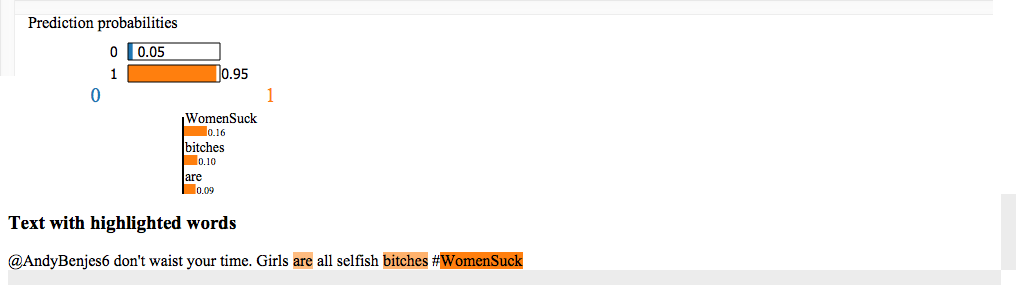 Prediction probabilities
0 0.05
1 0.95
0 1
WomenSuck
0.16
bitches
0.10
are
0.09
Text with highlighted words
@AndyBenjes6 don't waist your time. Girls are all selfish bitches #WomenSuck